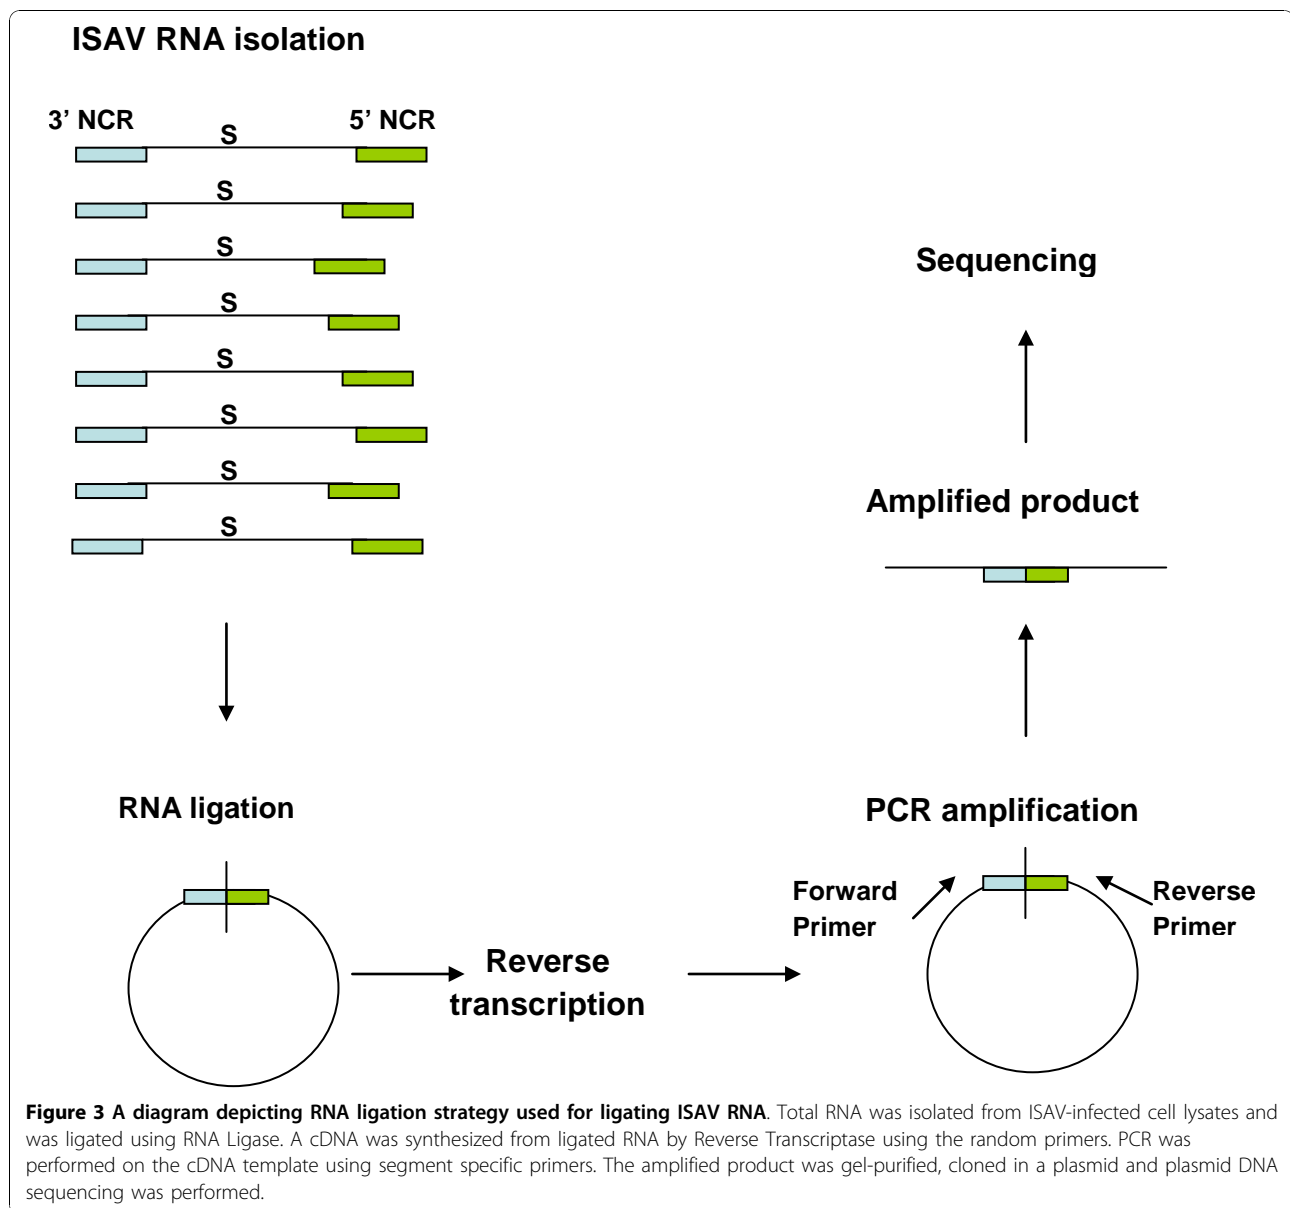 ISAV RNA isolation
3’ NCR
5’ NCR
S
S
S
S
S
S
S
S
RNA ligation
Reverse
transcription
Forward
Primer
Reverse
Primer
PCR amplification
Amplified product
Sequencing
Figure 3 A diagram depicting RNA ligation strategy used for ligating ISAV RNA. Total RNA was isolated from ISAV-infected cell lysates and
was ligated using RNA Ligase. A cDNA was synthesized from ligated RNA by Reverse Transcriptase using the random primers. PCR was
performed on the cDNA template using segment specific primers. The amplified product was gel-purified, cloned in a plasmid and plasmid DNA
sequencing was performed.